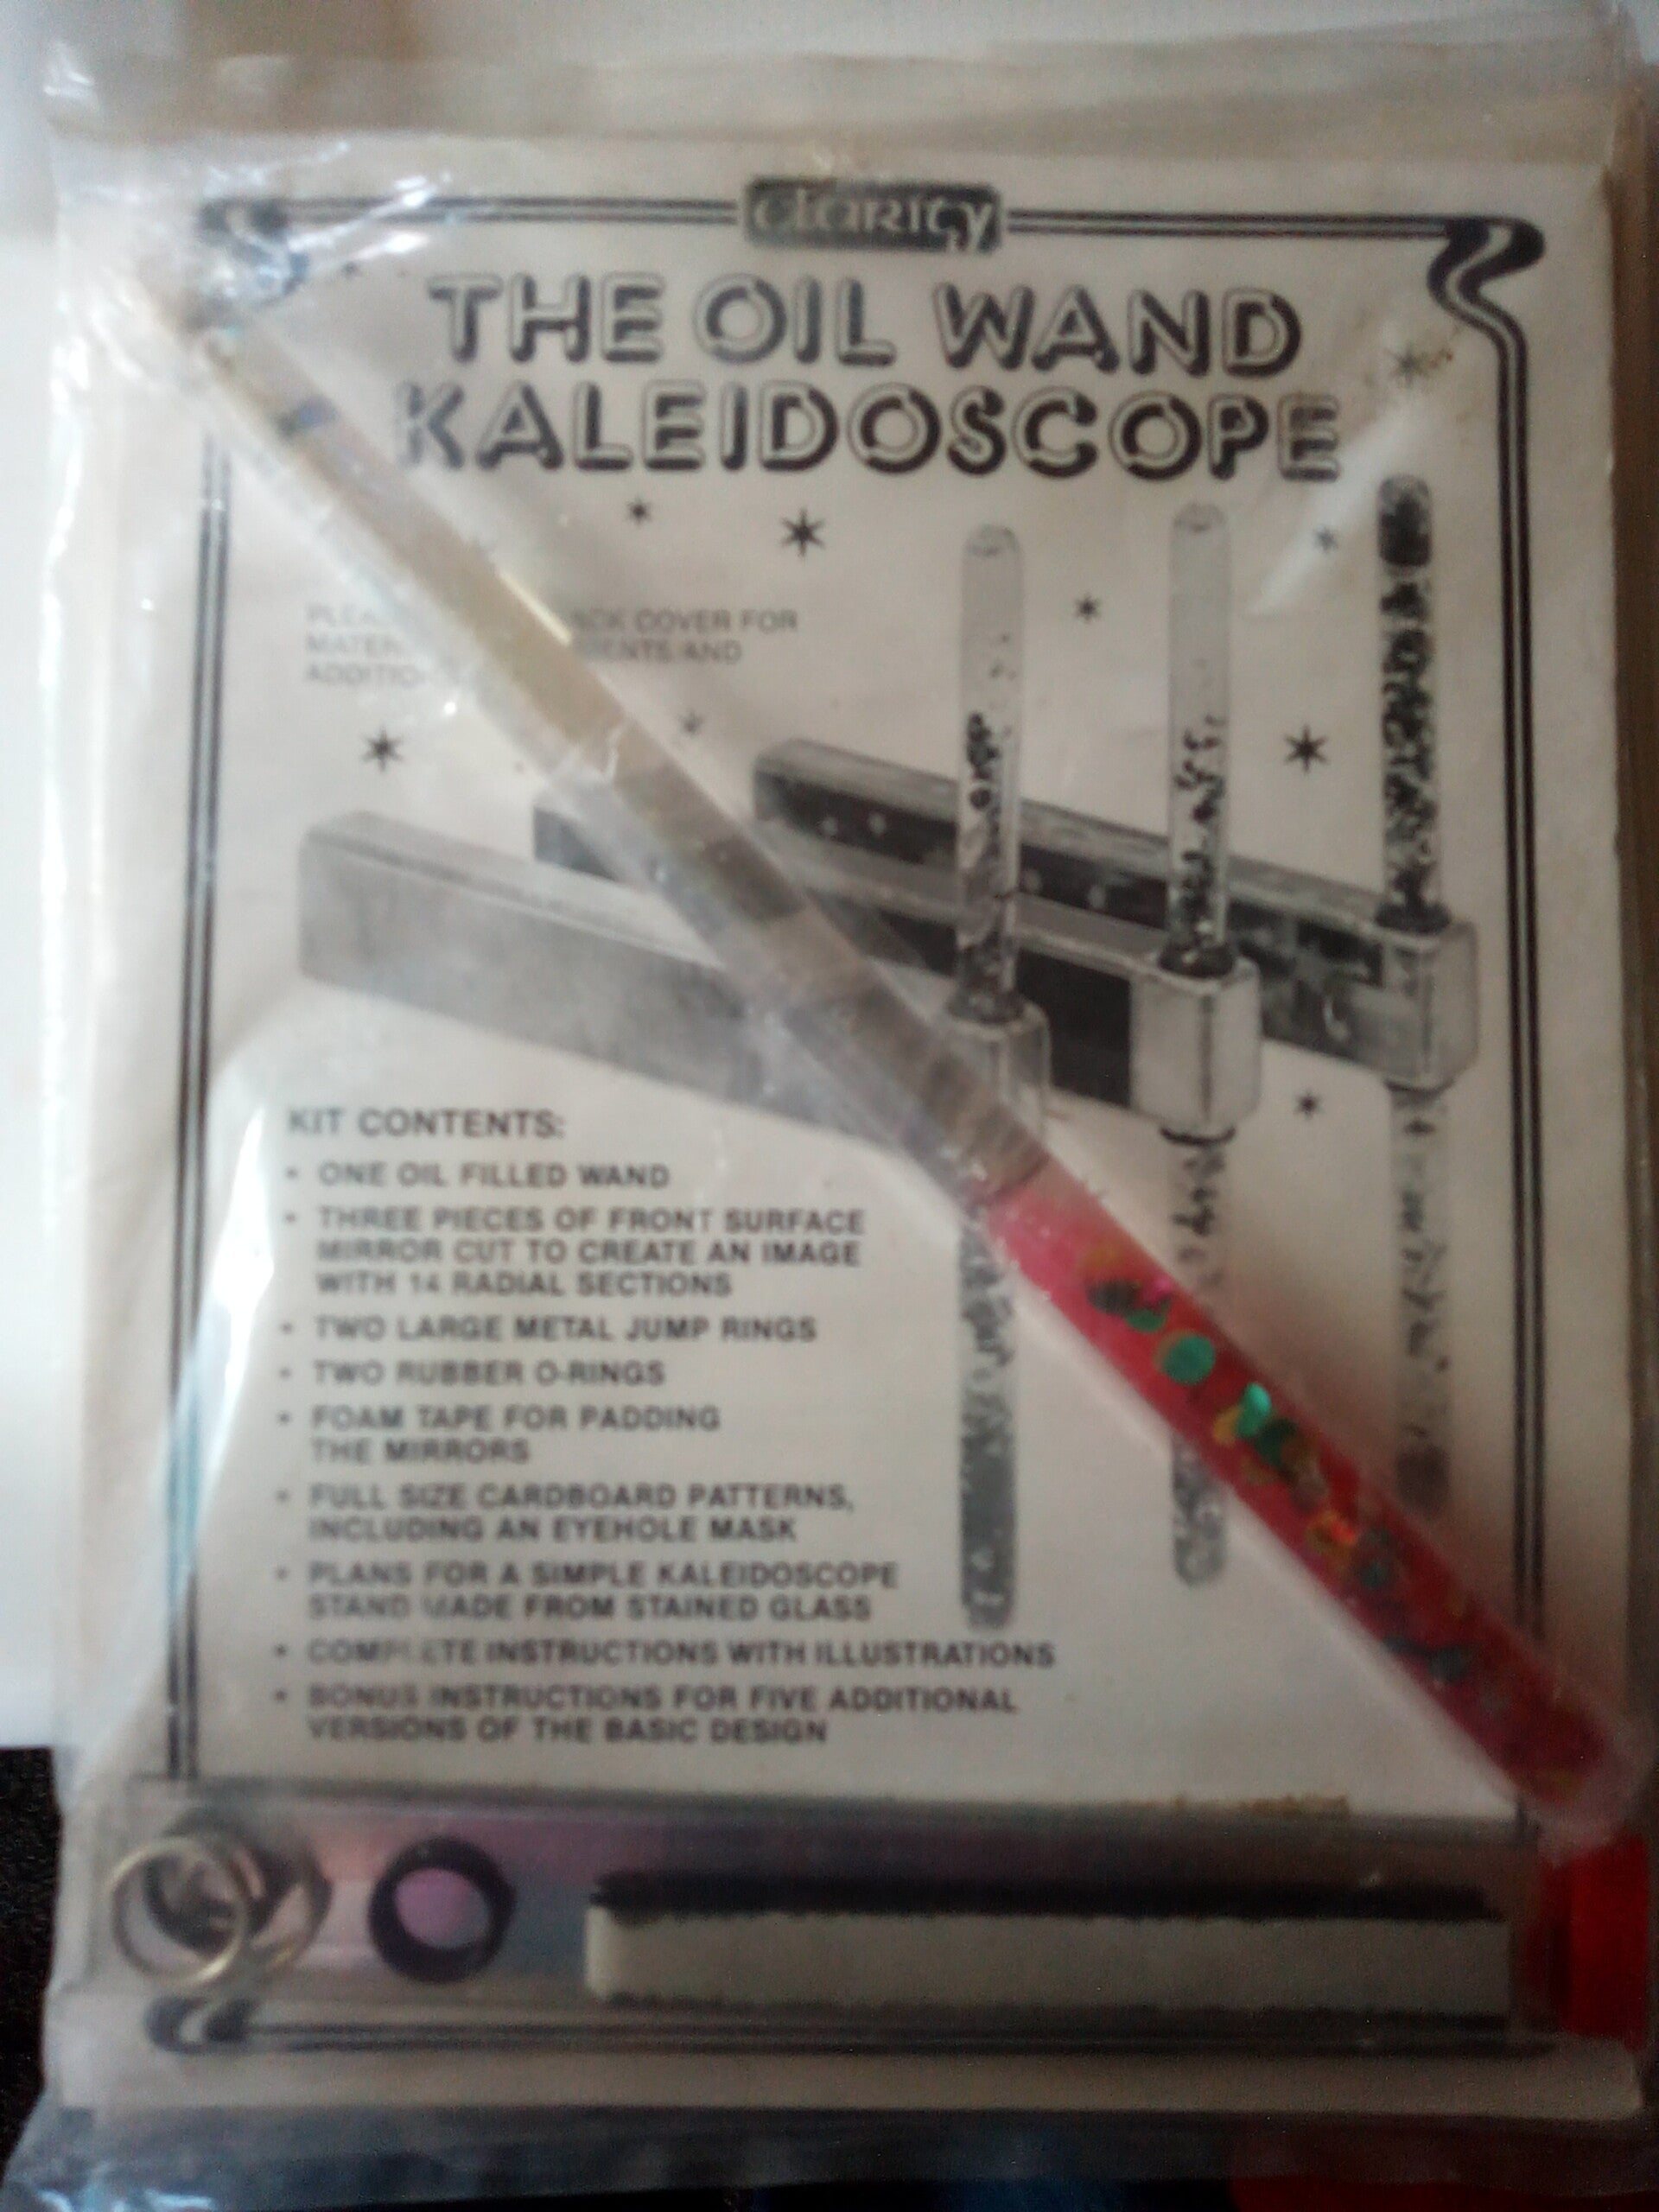 clarity
THE OIL WAND
KALEIDOSCOPE
COVER FOR
AND
KIT CONTENTS:
• ONE OIL FILLED WAND
• THREE PIECES OF FRONT SURFACE
MIRROR CUT TO CREATE AN IMAGE
WITH 14 RADIAL SECTIONS
• TWO LARGE METAL JUMP RINGS
• TWO RUBBER O-RINGS
• FOAM TAPE FOR PADDING
THE MIRRORS
• FULL SIZE CARDBOARD PATTERNS,
INCLUDING AN EYEHOLE MASK
• PLANS FOR A SIMPLE KALEIDOSCOPE
STAND MADE FROM STAINED GLASS
• COMPLETE INSTRUCTIONS WITH ILLUSTRATIONS
• BONUS INSTRUCTIONS FOR FIVE ADDITIONAL
VERSIONS OF THE BASIC DESIGN